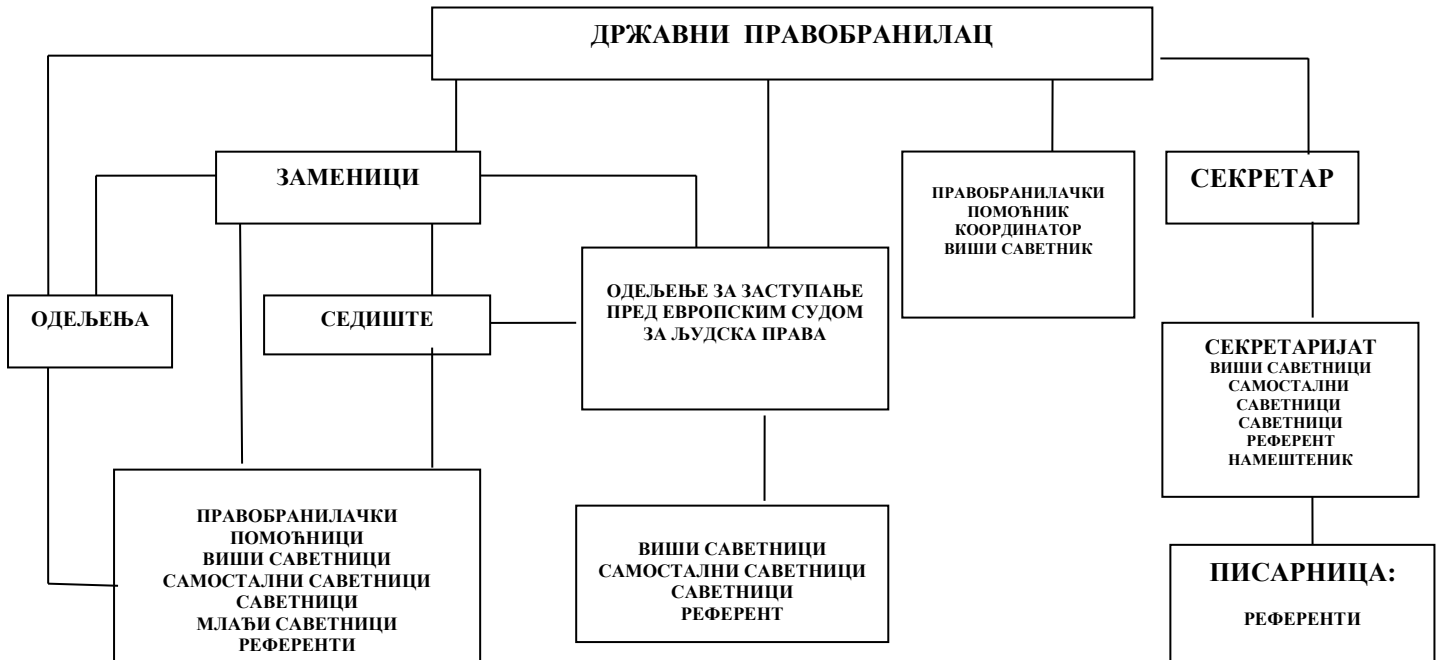 ДРЖАВНИ ПРАВОБРАНИЛАЦ
ЗАМЕНИЦИ
ПРАВОБРАНИЛАЧКИ
ПОМОЋНИК
КООРДИНАТОР
ВИШИ САВЕТНИК
СЕКРЕТАР
ОДЕЉЕЊА
СЕДИШТЕ
ОДЕЉЕЊЕ ЗА ЗАСТУПАЊЕ
ПРЕД ЕВРОПСКИМ СУДОМ
ЗА ЉУДСКА ПРАВА
СЕКРЕТАРИЈАТ
ВИШИ САВЕТНИЦИ
САМОСТАЛНИ
САВЕТНИЦИ
САВЕТНИЦИ
РЕФЕРЕНТ
НАМЕШТЕНИК
ПРАВОБРАНИЛАЧКИ
ПОМОЋНИЦИ
ВИШИ САВЕТНИЦИ
САМОСТАЛНИ САВЕТНИЦИ
САВЕТНИЦИ
МЛАЂИ САВЕТНИЦИ
РЕФЕРЕНТИ
ВИШИ САВЕТНИЦИ
САМОСТАЛНИ САВЕТНИЦИ
САВЕТНИЦИ
РЕФЕРЕНТ
ПИСАРНИЦА:
РЕФЕРЕНТИ